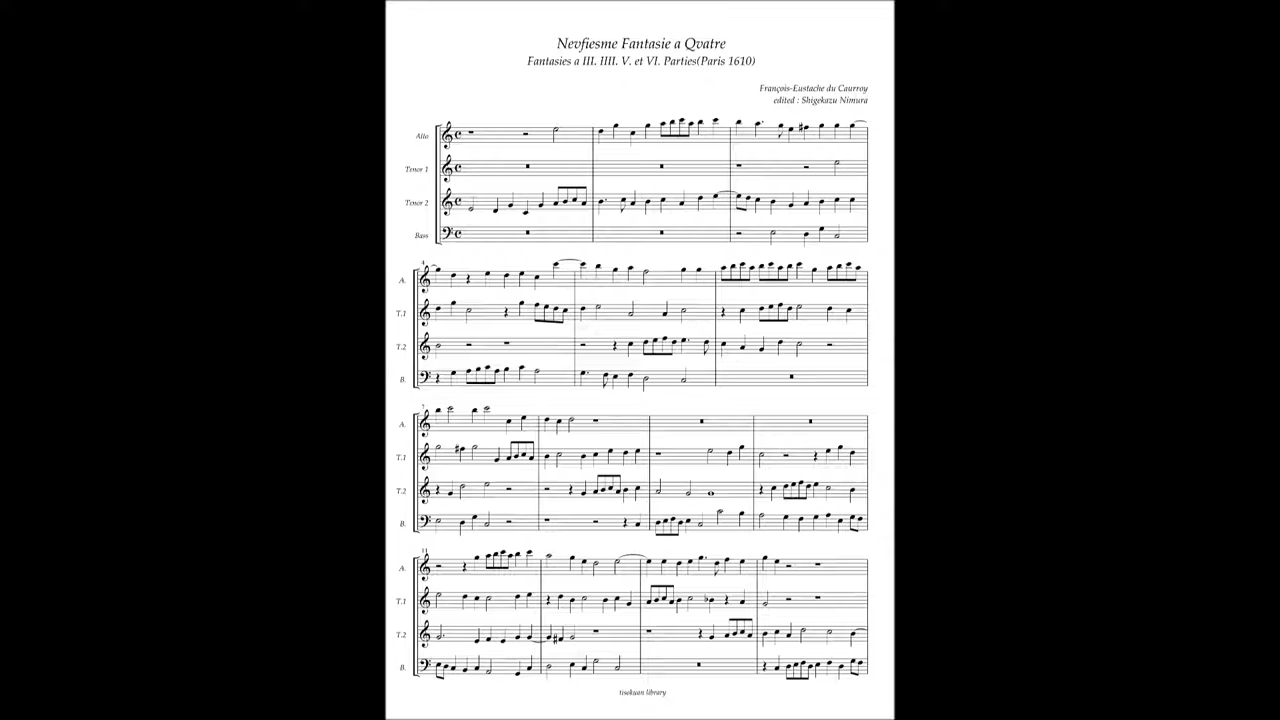 Nevfiesme Fantasie a Qvatre
Fantasies a III. IIII. V. et VI. Parties(Paris 1610)
François-Eustache du Caurroy
edited : Shigekazu Nimura
Alto
Tenor 1
Tenor 2
Bass
4
A.
T.1
T.2
B.
7
A.
T.1
T.2
B.
11
A.
T.1
T.2
B.
tisekuan library